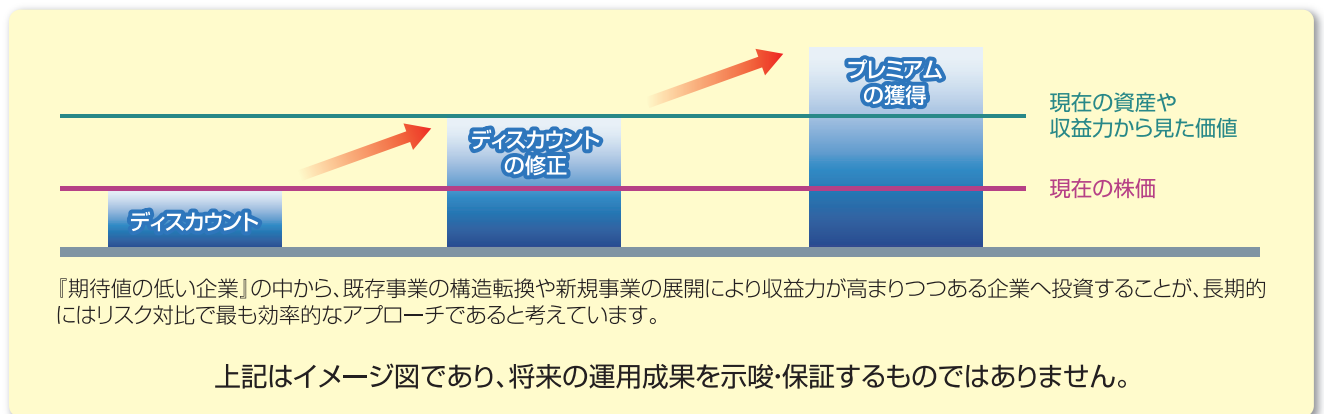 プレミアム
の獲得
現在の資産や
収益力から見た価値
ディスカウント
の修正
現在の株価
ディスカウント
『期待値の低い企業』の中から、既存事業の構造転換や新規事業の展開により収益力が高まりつつある企業へ投資することが、長期的
にはリスク対比で最も効率的なアプローチであると考えています。
上記はイメージ図であり、将来の運用成果を示唆・保証するものではありません。